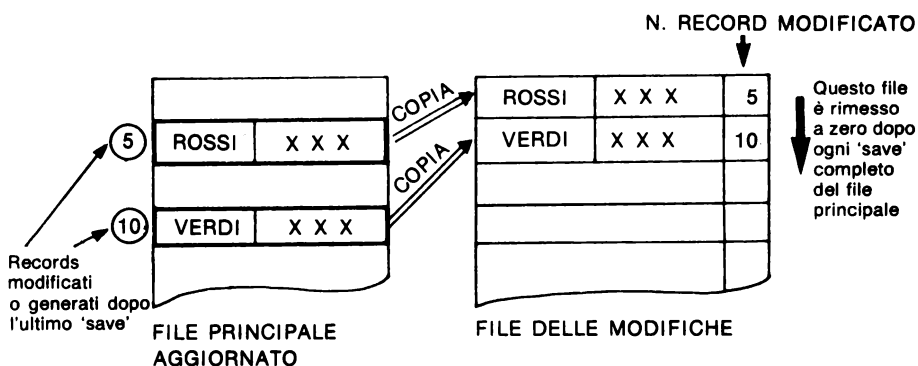 N. RECORD MODIFICATO
ROSSI X X X 5
VERDI X X X 10
COPIA
COPIA
5 ROSSI X X X
10 VERDI X X X
Questo file
è rimesso
a zero dopo
ogni 'save'
completo
del file
principale
Records
modificati
o generati dopo
l'ultimo 'save'
FILE PRINCIPALE
AGGIORNATO
FILE DELLE MODIFICHE